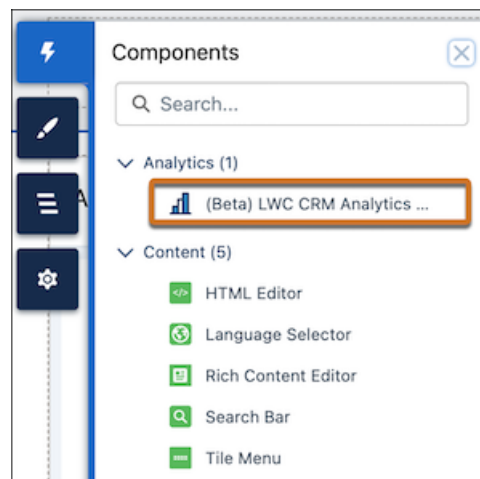 Components
Search...
Analytics (1)
(Beta) LWC CRM Analytics ...
A
Content (5)
HTML Editor
Language Selector
Rich Content Editor
Search Bar
Tile Menu